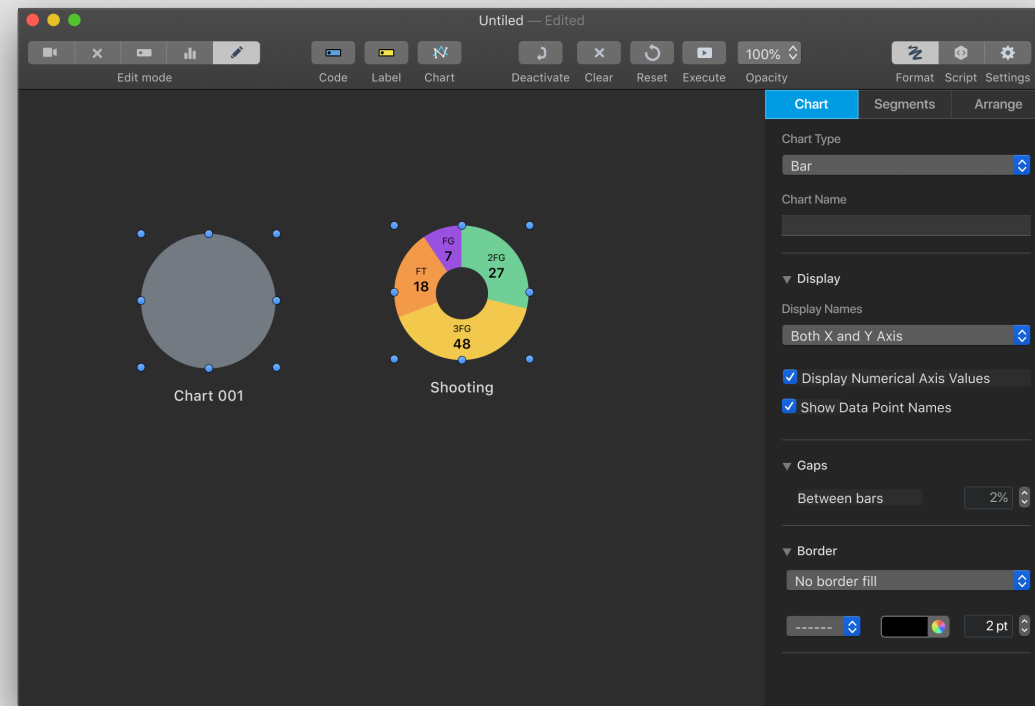 Untiled — Edited
100%
Edit mode
Code
Label
Chart
Deactivate
Clear
Reset
Execute
Opacity
Format
Script
Settings
Chart
Segments
Arrange
Chart Type
Bar
Chart Name
Display
Display Names
Both X and Y Axis
Display Numerical Axis Values
Show Data Point Names
Gaps
Between bars
2%
Border
No border fill
------
2 pt
FG
7
2FG
27
FT
18
3FG
48
Chart 001
Shooting